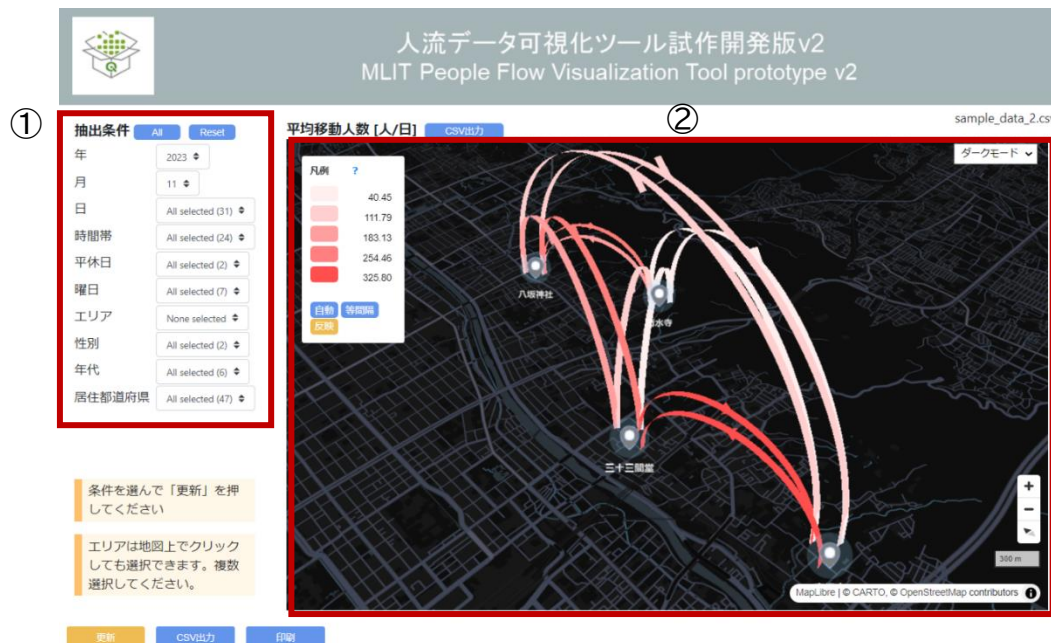 人流データ可視化ツール試作開発版v2
MLIT People Flow Visualization Tool prototype v2
Q
①
抽出条件 All Reset
年 2023
月 11
日 All selected (31)
時間帯 All selected (24)
平休日 All selected (2)
曜日 All selected (7)
エリア None selected
性別 All selected (2)
年代 All selected (6)
居住都道府県 All selected (47)
条件を選んで「更新」を押
してください
エリアは地図上でクリック
しても選択できます。複数
選択してください。
更新 CSV出力 印刷
②
平均移動人数 [人/日] CSV出力
sample_data_2.cs
ダークモード
凡例 ?
40.45
111.79
183.13
254.46
325.80
自動 等間隔
反映
八坂神社
水寺
三十三間堂
300 m
MapLibre | © CARTO, © OpenStreetMap contributors